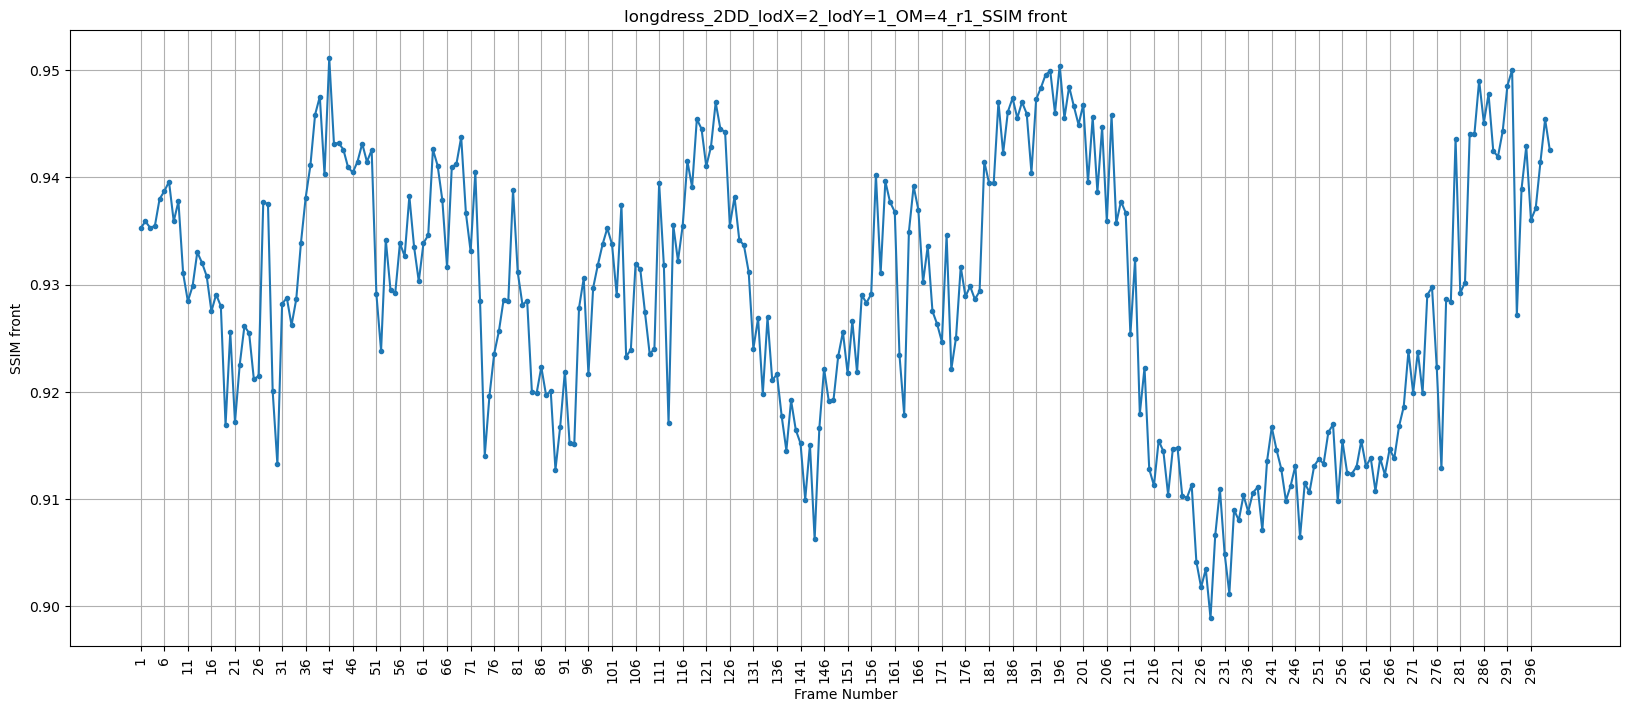 longdress_2DD_lodX=2_lodY=1_OM=4_r1_SSIM front
SSIM front
0.95
0.94
0.93
0.92
0.91
0.90
1 6 11 16 21 26 31 36 41 46 51 56 61 66 71 76 81 86 91 96 101 106 111 116 121 126 131 136 141 146 151 156 161 166 171 176 181 186 191 196 201 206 211 216 221 226 231 236 241 246 251 256 261 266 271 276 281 286 291 296
Frame Number